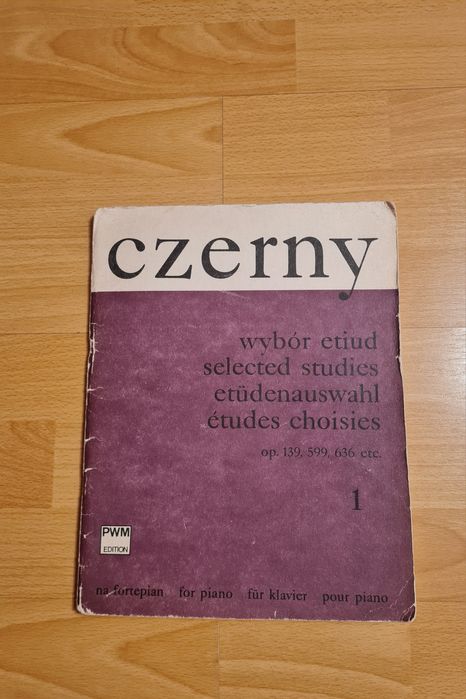 czerny
wybór etiud
selected studies
etüdenauswahl
études choisies
op. 139, 599, 636 etc.
1
PWM
EDITION
na fortepian for piano für klavier pour piano